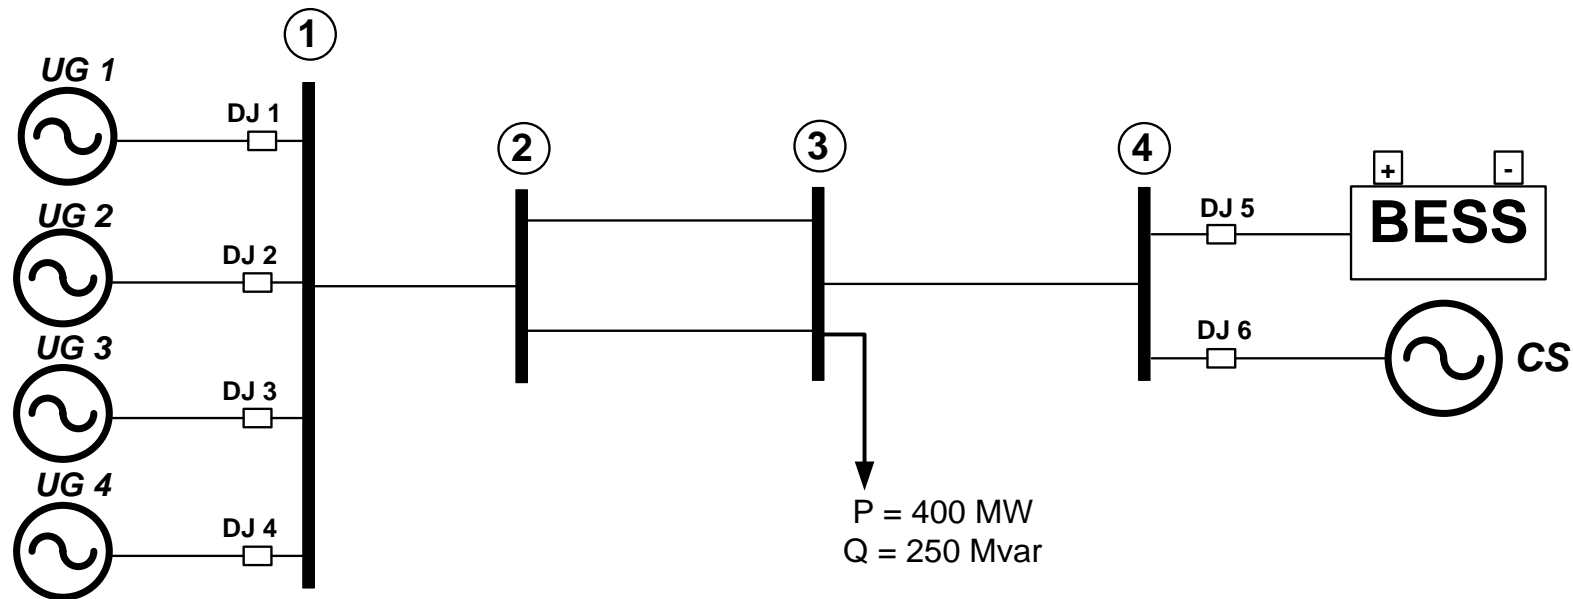 1
UG 1
DJ 1
2
3
4
+
-
UG 2
DJ 5
BESS
DJ 2
UG 3
DJ 6
CS
DJ 3
UG 4
P = 400 MW
DJ 4
Q = 250 Mvar